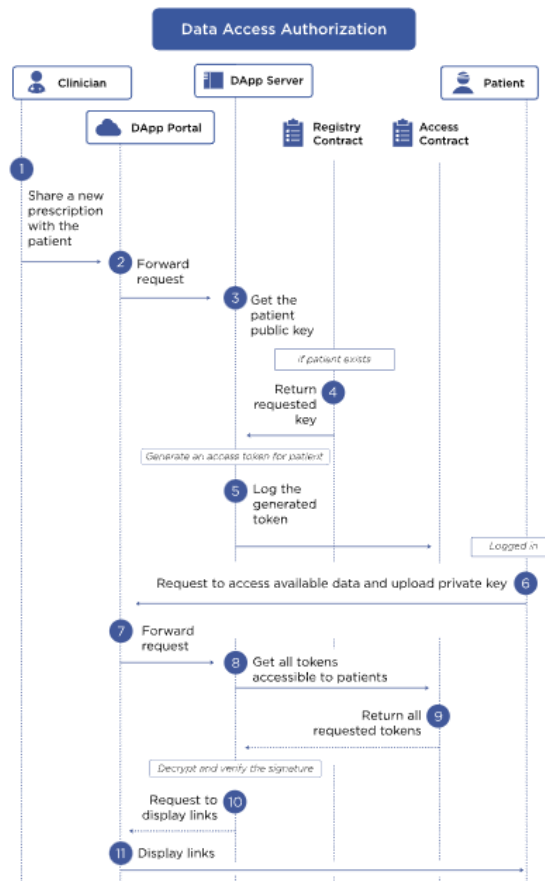 Data Access Authorization
Clinician
DApp Server
Patient
DApp Portal
Registry
Contract
Access
Contract
1
Share a new
prescription
with the
patient
2
Forward
request
3
Get the
patient
public key
if patient exists
4
Return
requested
key
Generate an access token for patient
5
Log the
generated
token
Logged in
Request to access available data and upload private key
6
7
Forward
request
8
Get all tokens
accessible to patients
9
Return all
requested tokens
Decrypt and verify the signature
Request to
display links
10
11
Display links